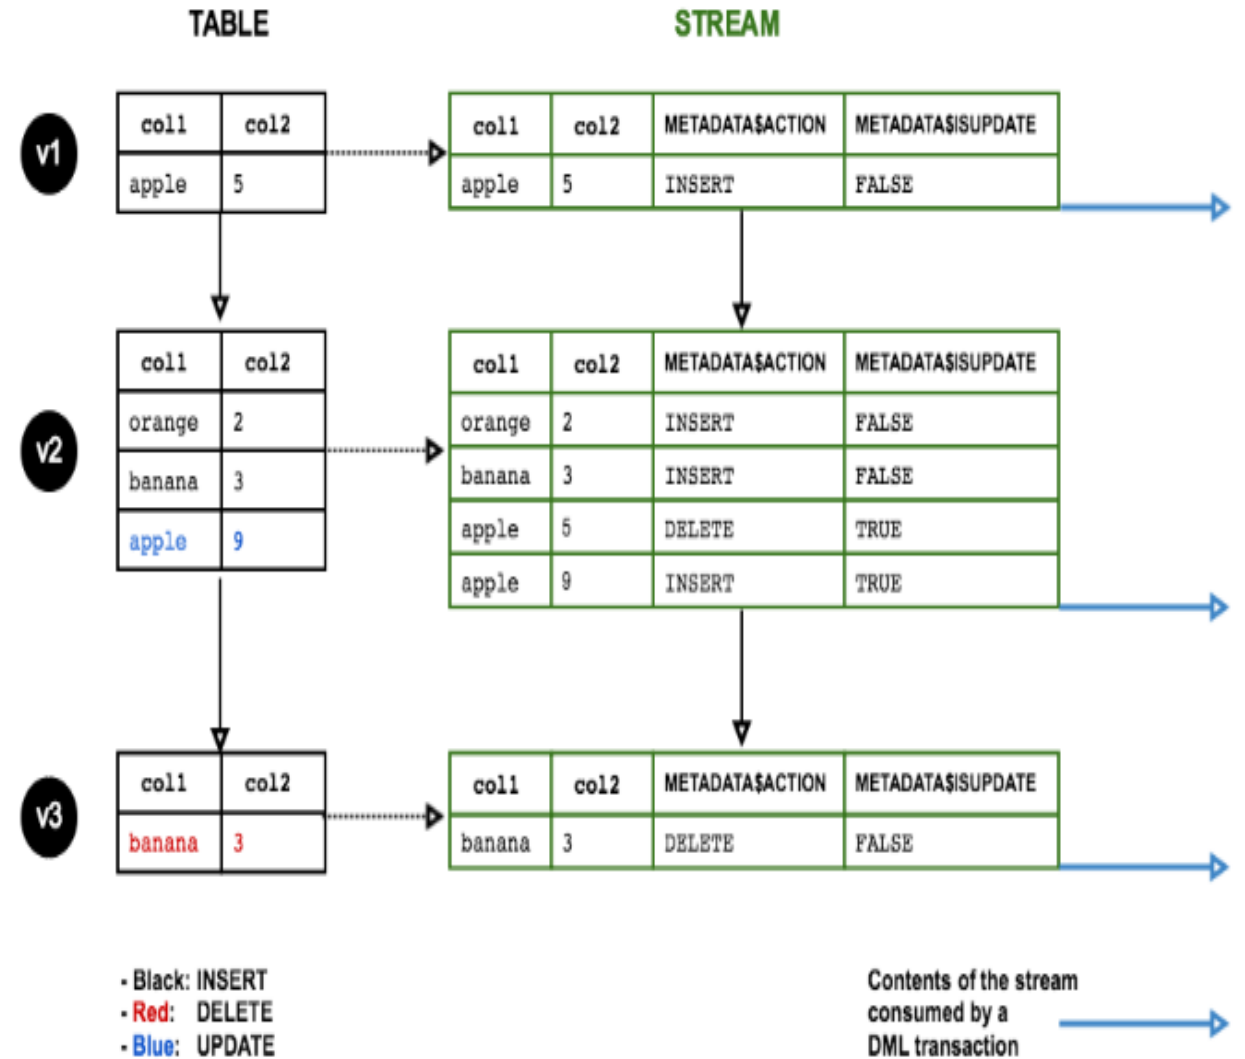 TABLE STREAM
v1
col1 col2
apple 5
col1 col2 METADATA$ACTION METADATA$ISUPDATE
apple 5 INSERT FALSE
v2
col1 col2
orange 2
banana 3
apple 9
col1 col2 METADATA$ACTION METADATA$ISUPDATE
orange 2 INSERT FALSE
banana 3 INSERT FALSE
apple 5 DELETE TRUE
apple 9 INSERT TRUE
v3
col1 col2
banana 3
col1 col2 METADATA$ACTION METADATA$ISUPDATE
banana 3 DELETE FALSE
- Black: INSERT
- Red: DELETE
- Blue: UPDATE
Contents of the stream
consumed by a
DML transaction